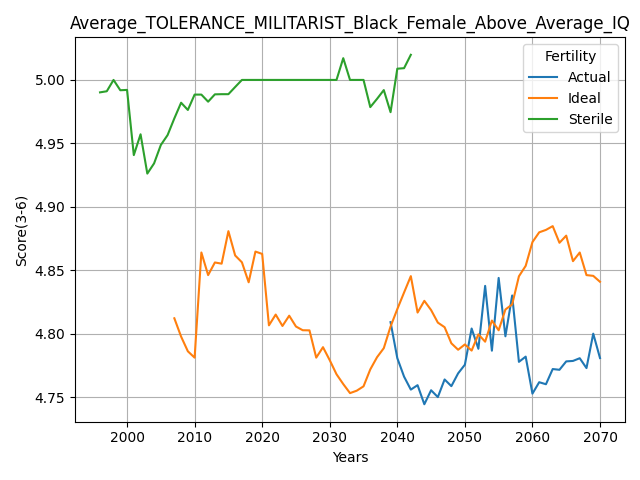 Average_TOLERANCE_MILITARIST_Black_Female_Above_Average_IQ
Fertility
Actual
Ideal
Sterile
Score(3-6)
5.00
4.95
4.90
4.85
4.80
4.75
2000 2010 2020 2030 2040 2050 2060 2070
Years